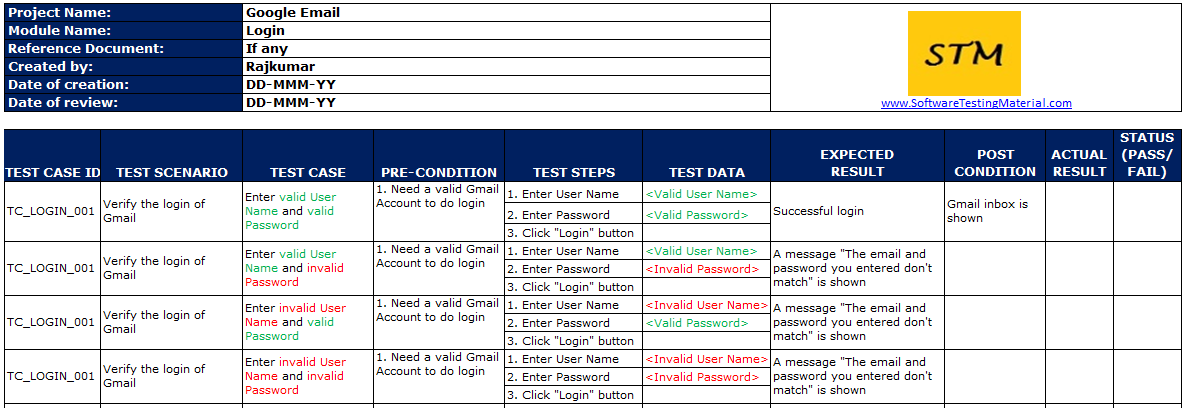 Project Name: Google Email
Module Name: Login
Reference Document: If any
Created by: Rajkumar
Date of creation: DD-MMM-YY
Date of review: DD-MMM-YY
STM
www.SoftwareTestingMaterial.com
TEST CASE ID TEST SCENARIO TEST CASE PRE-CONDITION TEST STEPS TEST DATA
EXPECTED
RESULT
POST
CONDITION
ACTUAL
RESULT
STATUS
(PASS/
FAIL)
TC_LOGIN_001
Verify the login of
Gmail
Enter valid User
Name and valid
Password
1. Need a valid Gmail
Account to do login
1. Enter User Name <Valid User Name>
2. Enter Password <Valid Password>
3. Click "Login" button
Successful login
Gmail inbox is
shown
TC_LOGIN_001
Verify the login of
Gmail
Enter valid User
Name and invalid
Password
1. Need a valid Gmail
Account to do login
1. Enter User Name <Valid User Name>
2. Enter Password <Invalid Password>
3. Click "Login" button
A message "The email and
password you entered don't
match" is shown
TC_LOGIN_001
Verify the login of
Gmail
Enter invalid User
Name and valid
Password
1. Need a valid Gmail
Account to do login
1. Enter User Name <Invalid User Name>
2. Enter Password <Valid Password>
3. Click "Login" button
A message "The email and
password you entered don't
match" is shown
TC_LOGIN_001
Verify the login of
Gmail
Enter invalid User
Name and invalid
Password
1. Need a valid Gmail
Account to do login
1. Enter User Name <Invalid User Name>
2. Enter Password <Invalid Password>
3. Click "Login" button
A message "The email and
password you entered don't
match" is shown